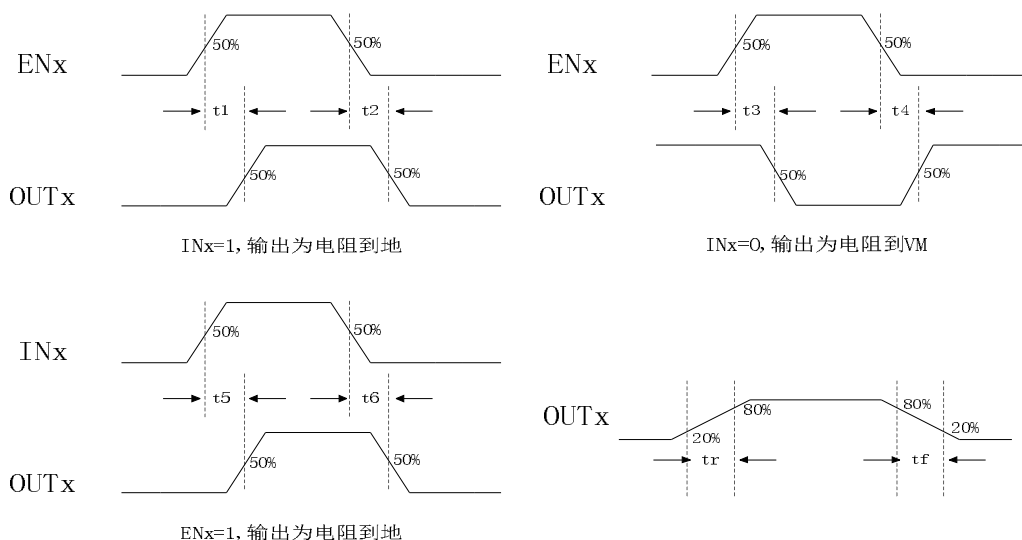 ENx
50%
50%
t1
t2
OUTx
50%
50%
INx=1, 输出为电阻到地
ENx
50%
50%
t3
t4
OUTx
50%
50%
INx=0, 输出为电阻到VM
INx
50%
50%
t5
t6
OUTx
50%
50%
ENx=1, 输出为电阻到地
OUTx
80%
80%
20%
20%
tr
tf